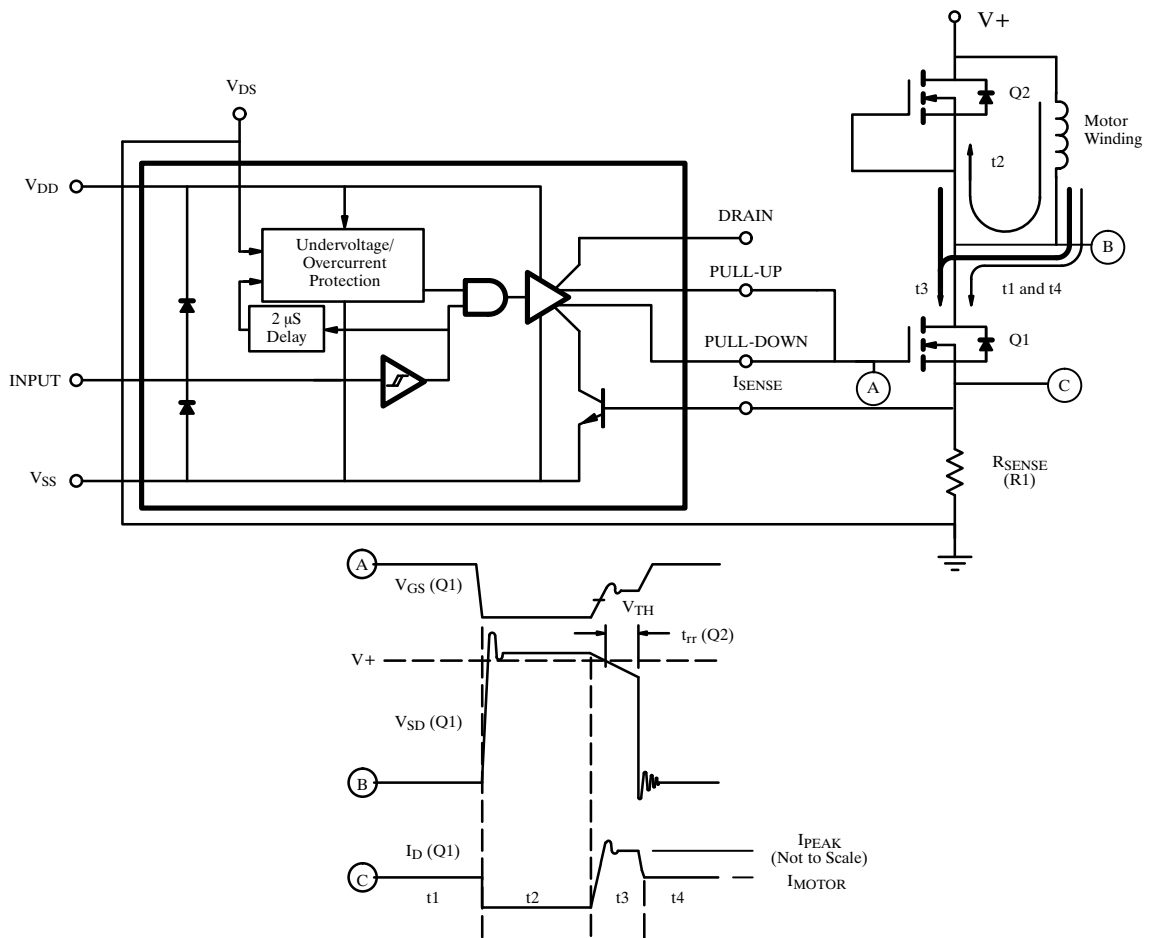 V+
VDS
Q2
Motor
Winding
t2
VDD
DRAIN
Undervoltage/
Overcurrent
Protection
B
PULL-UP
t3
t1 and t4
2 μS
Delay
PULL-DOWN
Q1
INPUT
ISENSE
A
C
VSS
RSENSE
(R1)
A
VGS (Q1)
VTH
trr (Q2)
V+
VSD (Q1)
B
ID (Q1)
IPEAK
(Not to Scale)
C
IMOTOR
t1
t2
t3
t4